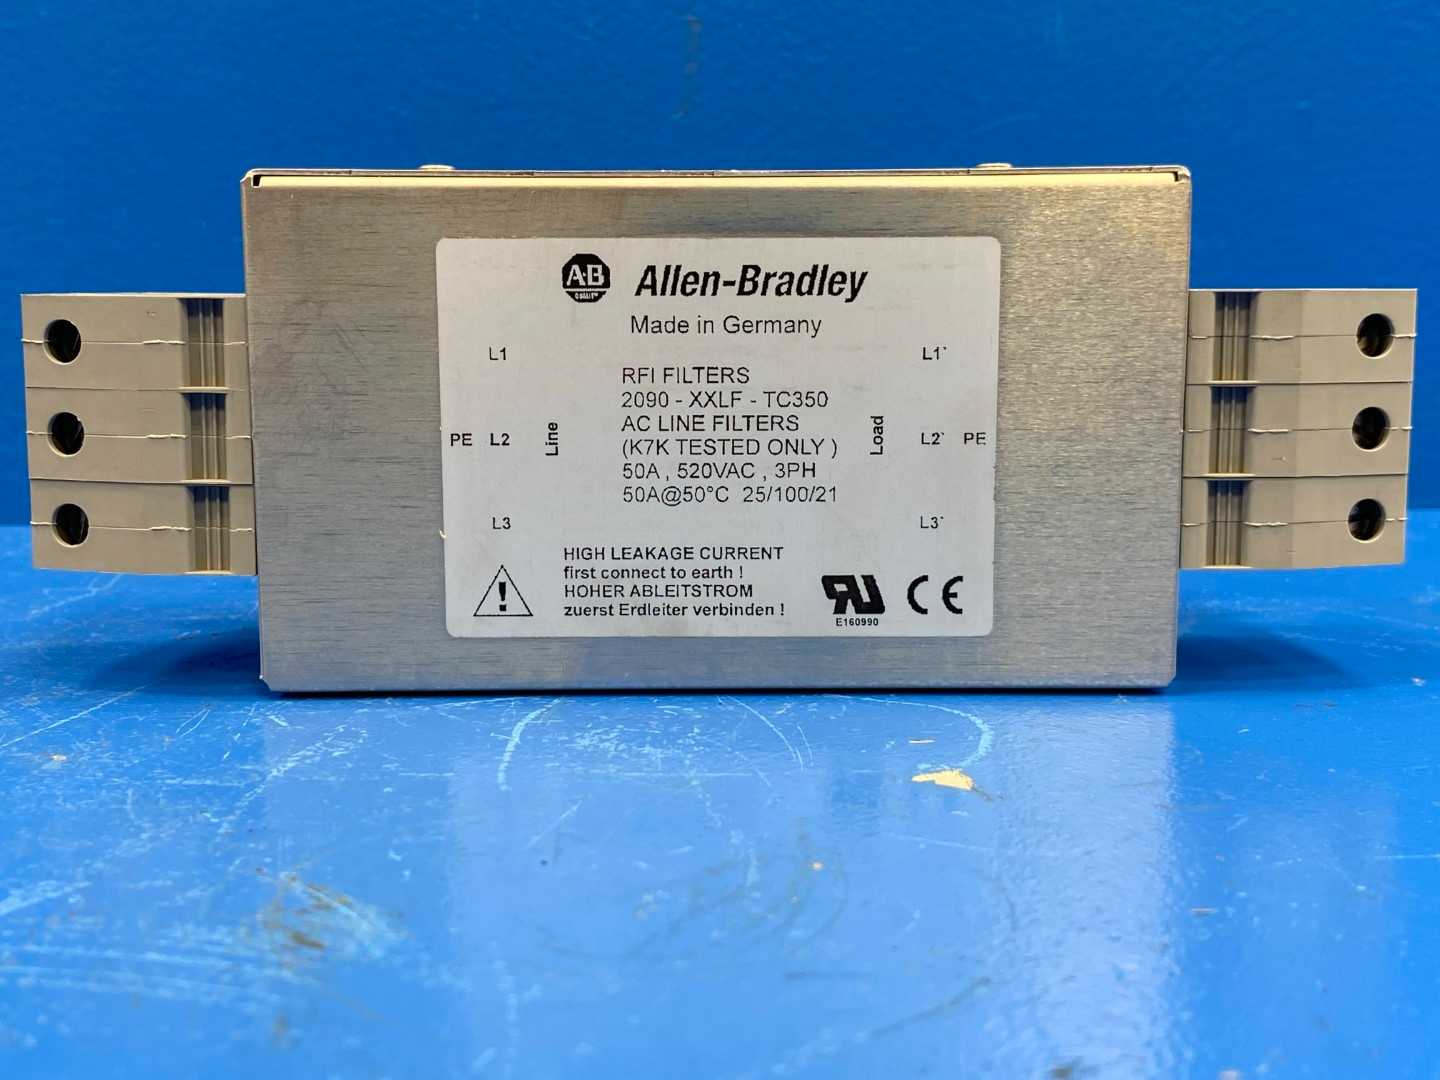 A-B Allen-Bradley
QUALITY
Made in Germany
L1 L1`
RFI FILTERS
2090 - XXLF - TC350
AC LINE FILTERS
PE L2 Line Load L2` PE
(K7K TESTED ONLY )
50A , 520VAC , 3PH
50A@50°C 25/100/21
L3 L3`
HIGH LEAKAGE CURRENT
first connect to earth !
HOHER ABLEITSTROM
zuerst Erdleiter verbinden !
! RU CE
E160990